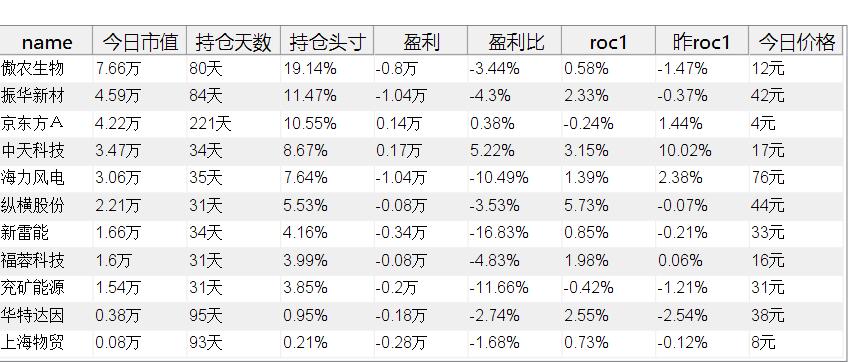 name 今日市值 持仓天数 持仓头寸 盈利 盈利比 roc1 昨roc1 今日价格
傲农生物 7.66万 80天 19.14% -0.8万 -3.44% 0.58% -1.47% 12元
振华新材 4.59万 84天 11.47% -1.04万 -4.3% 2.33% -0.37% 42元
京东方Ａ 4.22万 221天 10.55% 0.14万 0.38% -0.24% 1.44% 4元
中天科技 3.47万 34天 8.67% 0.17万 5.22% 3.15% 10.02% 17元
海力风电 3.06万 35天 7.64% -1.04万 -10.49% 1.39% 2.38% 76元
纵横股份 2.21万 31天 5.53% -0.08万 -3.53% 5.73% -0.07% 44元
新雷能 1.66万 34天 4.16% -0.34万 -16.83% 0.85% -0.21% 33元
福蓉科技 1.6万 31天 3.99% -0.08万 -4.83% 1.98% 0.06% 16元
兖矿能源 1.54万 31天 3.85% -0.2万 -11.66% -0.42% -1.21% 31元
华特达因 0.38万 95天 0.95% -0.18万 -2.74% 2.55% -2.54% 38元
上海物贸 0.08万 93天 0.21% -0.28万 -1.68% 0.73% -0.12% 8元